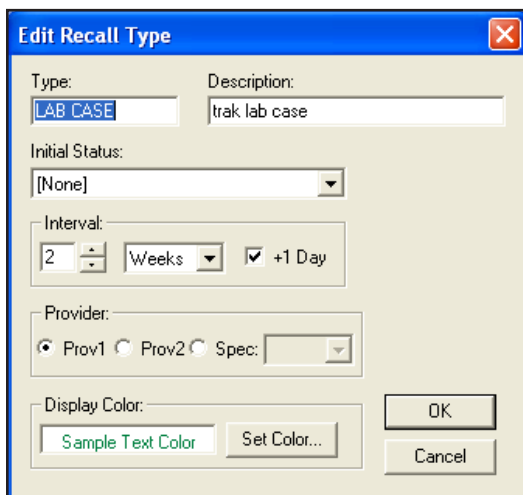 Edit Recall Type
Type: Description:
LAB CASE trak lab case
Initial Status:
[None]
Interval:
2 Weeks +1 Day
Provider:
Prov1 Prov2 Spec:
Display Color:
Sample Text Color Set Color... OK
Cancel